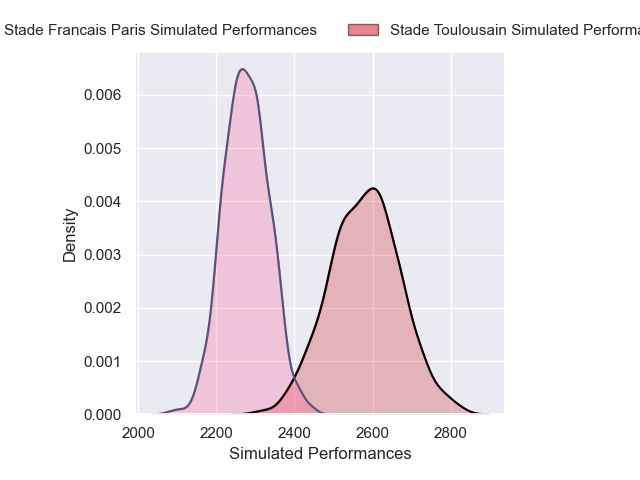 Stade Francais Paris Simulated Performances
Stade Toulousain Simulated
0.006
0.005
0.004
0.003
0.002
0.001
0.000
Density
2000 2200 2400 2600 2800
Simulated Performances